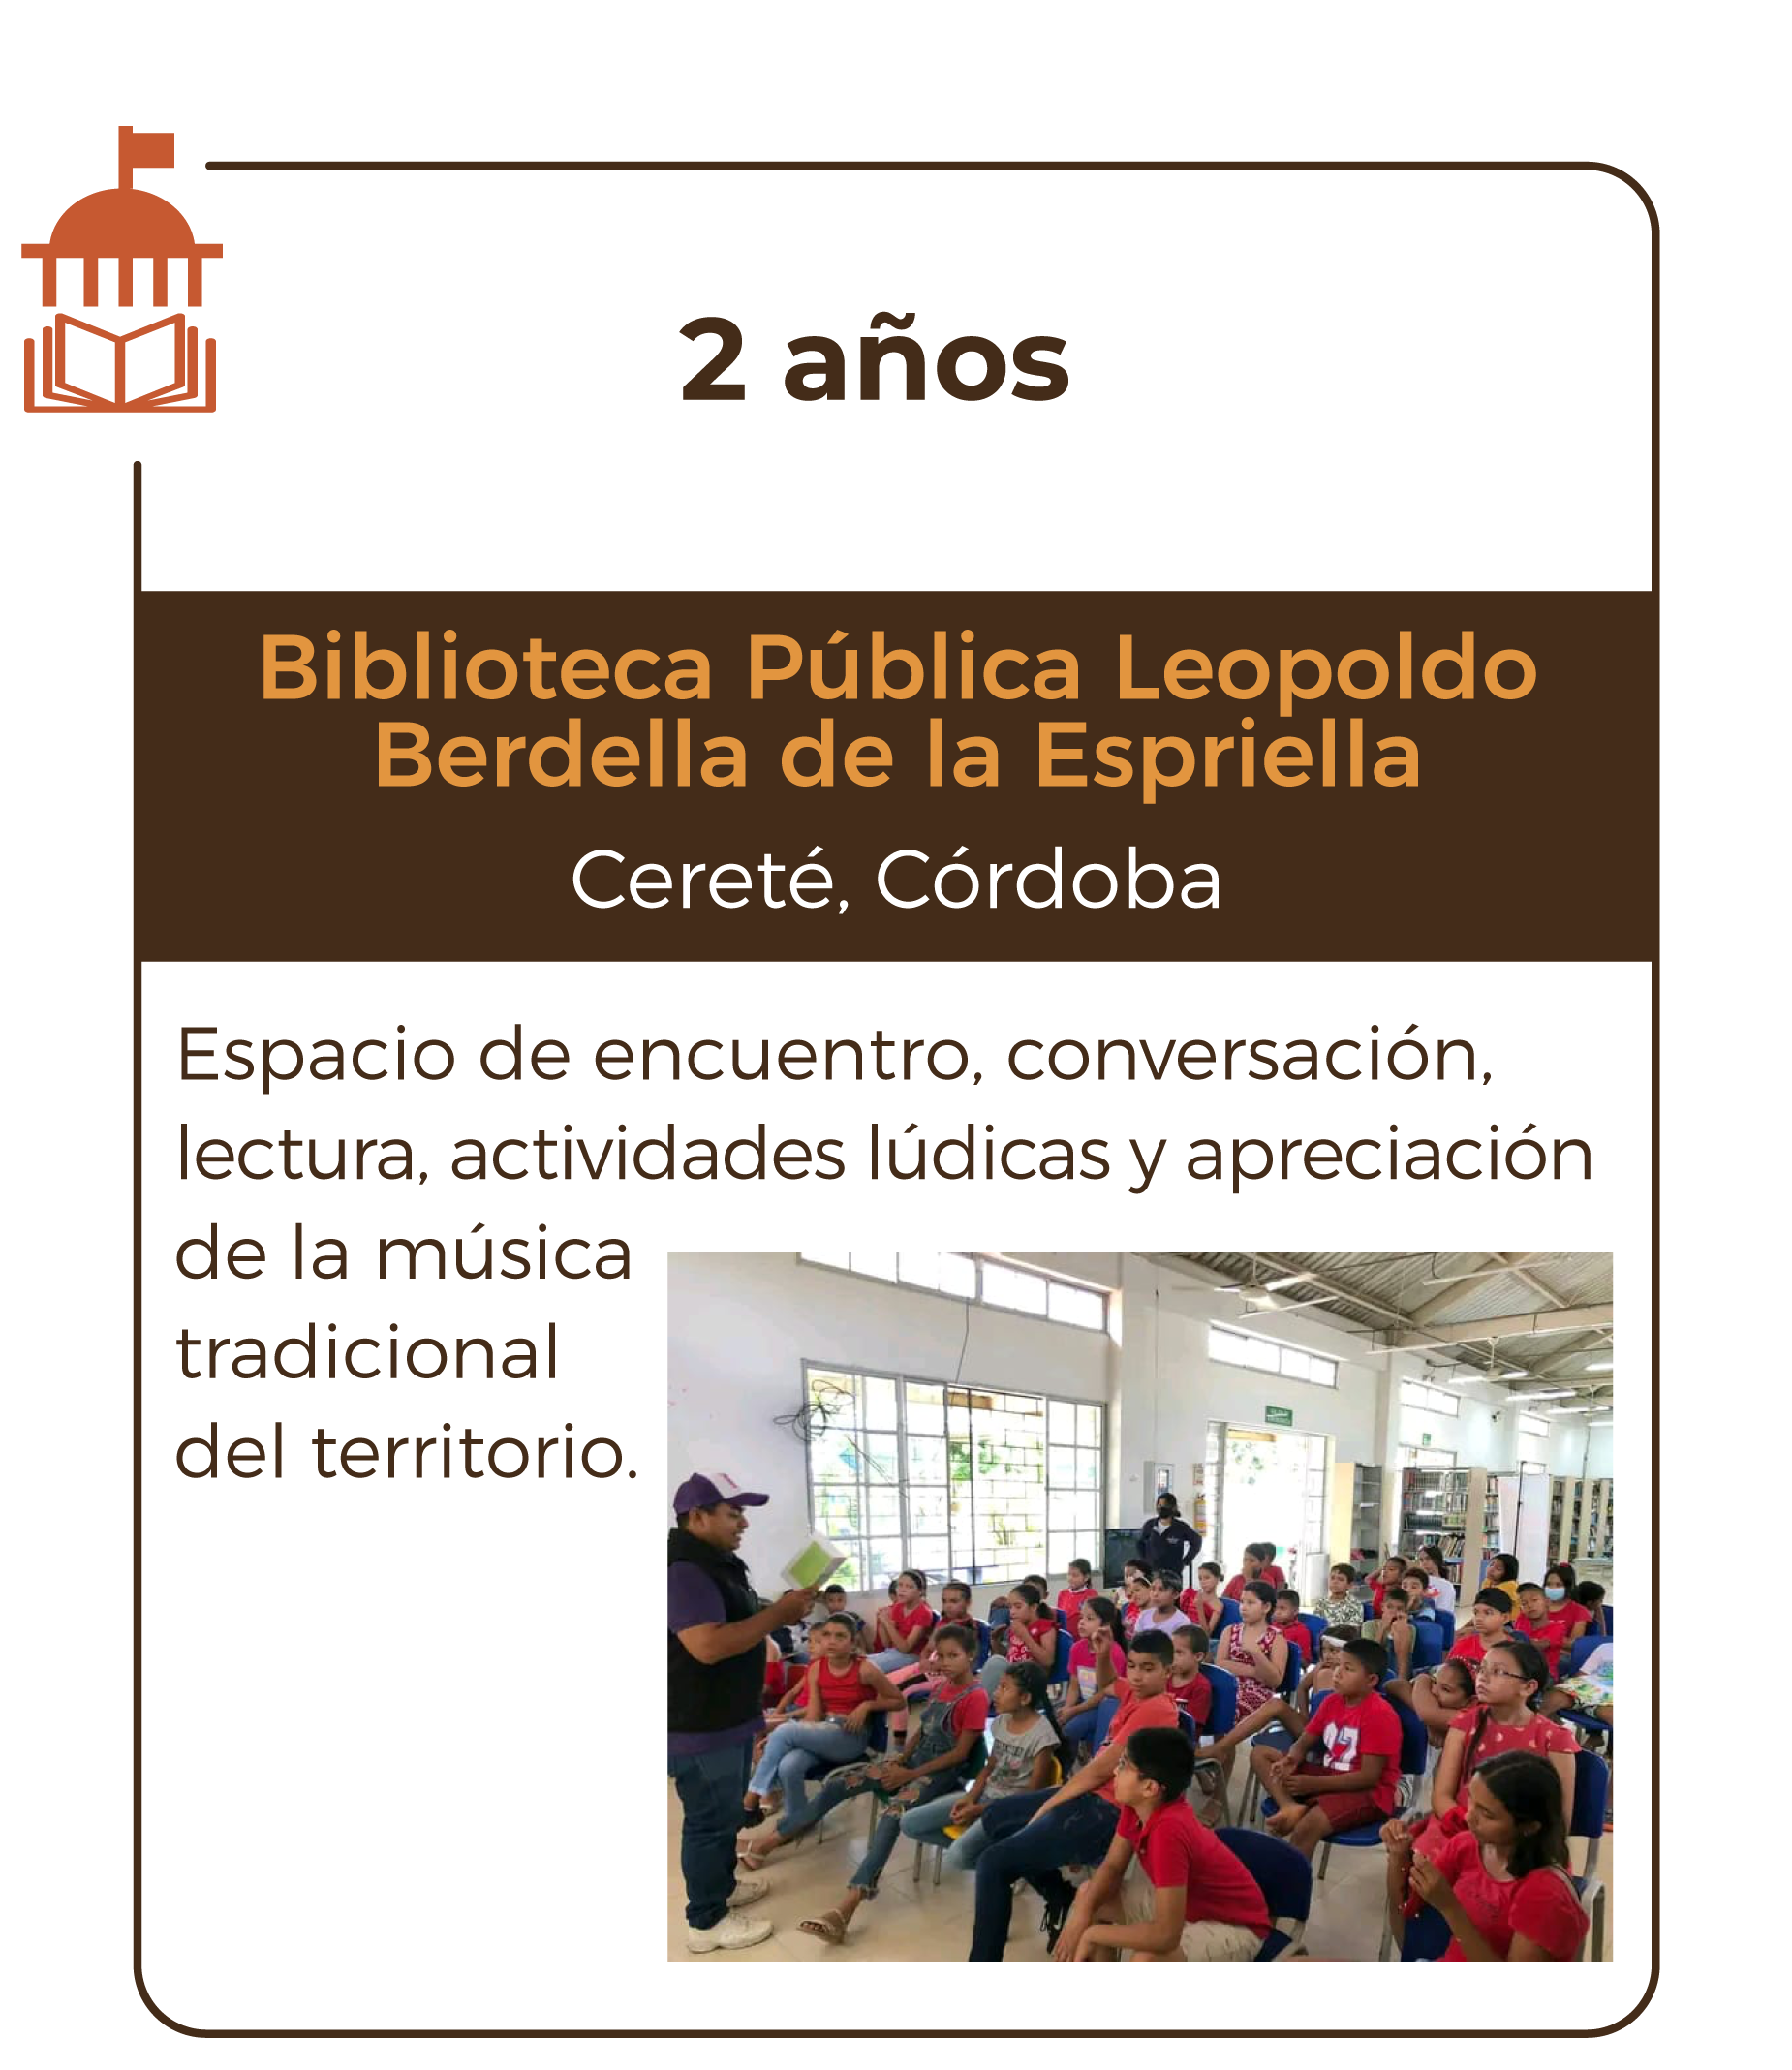 2 años
Biblioteca Pública Leopoldo
Berdella de la Espriella
Cereté, Córdoba
Espacio de encuentro, conversación,
lectura, actividades lúdicas y apreciación
de la música
tradicional
del territorio.